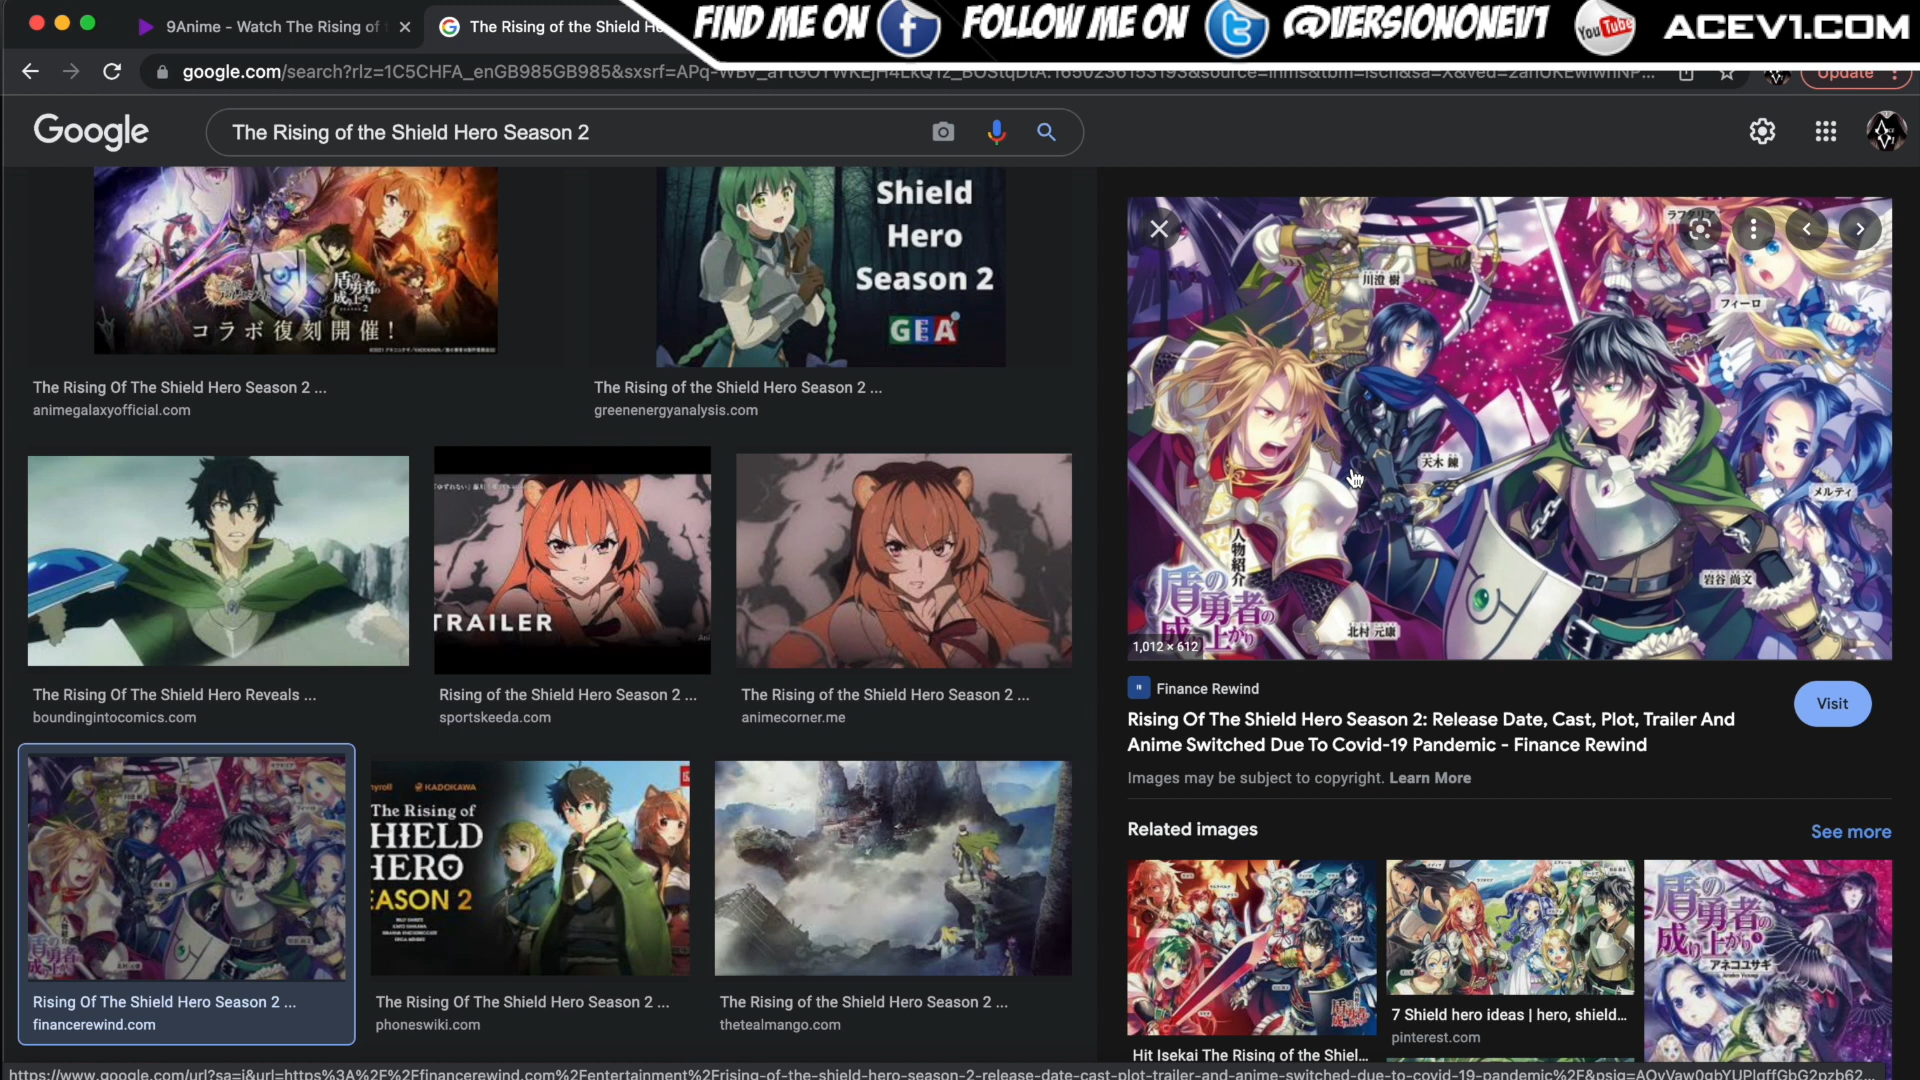 FIND ME ON
FOLLOW ME ON
@VERSIONONEV1
You Tube
ACEV1.COM
9Anime - Watch The Rising of
The Rising of the Shield He
google.com/search?rlz=1C5CHFA_enGB985GB985&sxsrf=APq-
Update
Google
The Rising of the Shield Hero Season 2
コラボ復刻開催!
The Rising Of The Shield Hero Season 2 ...
animegalaxyofficial.com
Shield
Hero
Season 2
GEA
The Rising of the Shield Hero Season 2 ...
greenenergyanalysis.com
The Rising Of The Shield Hero Reveals ...
boundingintocomics.com
TRAILER
Rising of the Shield Hero Season 2 ...
sportskeeda.com
The Rising of the Shield Hero Season 2 ...
animecorner.me
Rising Of The Shield Hero Season 2 ...
financerewind.com
KADOKAWA
The Rising of
HIELD
HERO
EASON 2
The Rising Of The Shield Hero Season 2 ...
phoneswiki.com
The Rising of the Shield Hero Season 2 ...
thetealmango.com
ラフタリア
川澄 樹
フィーロ
天木 錬
メルティ
人物紹介
岩谷 尚文
盾の勇者の成り上がり
北村 元康
1,012 × 612
Finance Rewind
Visit
Rising Of The Shield Hero Season 2: Release Date, Cast, Plot, Trailer And
Anime Switched Due To Covid-19 Pandemic - Finance Rewind
Images may be subject to copyright. Learn More
Related images
See more
Hit Isekai The Rising of the Shiel...
7 Shield hero ideas | hero, shield...
pinterest.com
盾の勇者の成り上がり
アネコユサギ
https://www.google.com/url?sa=i&url=https%3A%2F%2Ffinancerewind.com%2Fentertainment%2Frising-of-the-shield-hero-season-2-release-date-cast-plot-trailer-and-anime-switched-due-to-covid-19-pandemic%2F&psig=